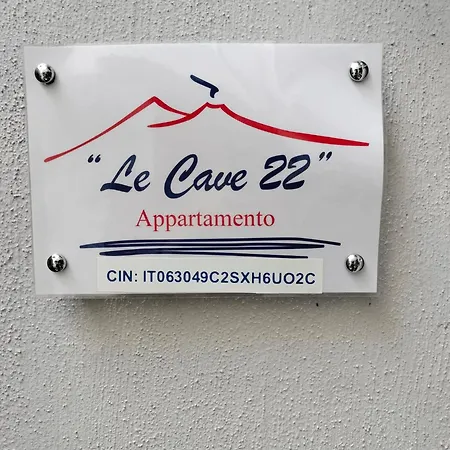 “Le Cave 22”
Appartamento
CIN: IT063049C2SXH6UO2C